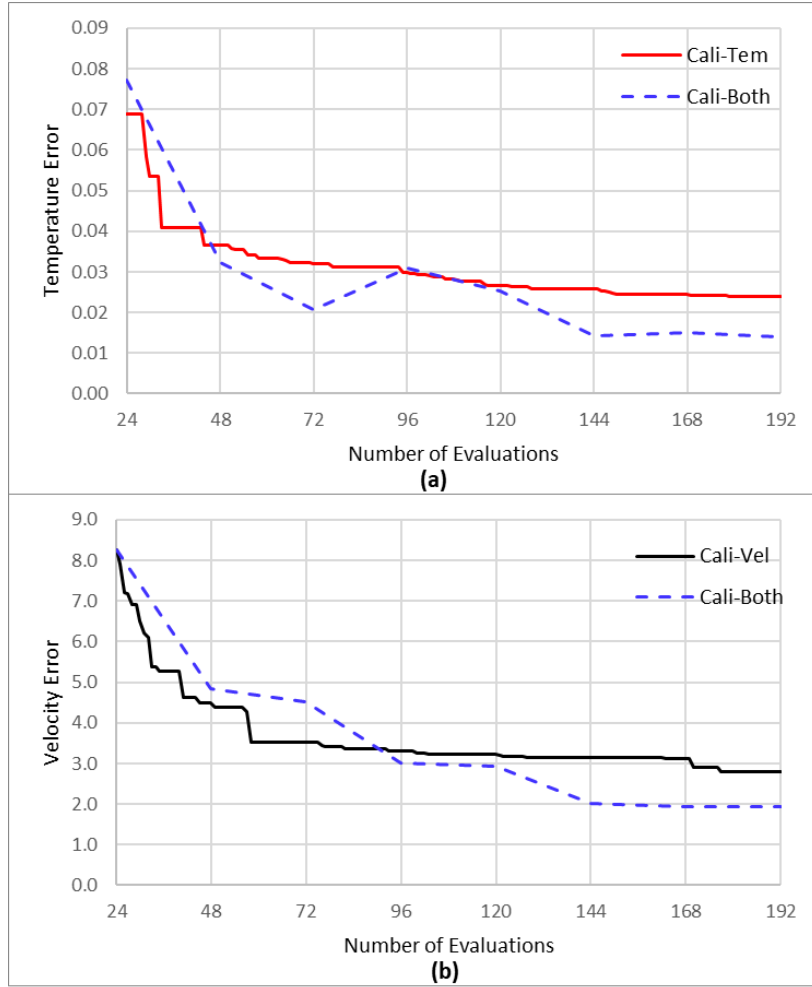 0.09
0.08
0.07
0.06
0.05
0.04
0.03
0.02
0.01
0.00
Temperature Error
Cali-Tem
Cali-Both
24 48 72 96 120 144 168 192
Number of Evaluations
(a)
9.0
8.0
7.0
6.0
5.0
4.0
3.0
2.0
1.0
0.0
Velocity Error
Cali-Vel
Cali-Both
24 48 72 96 120 144 168 192
Number of Evaluations
(b)